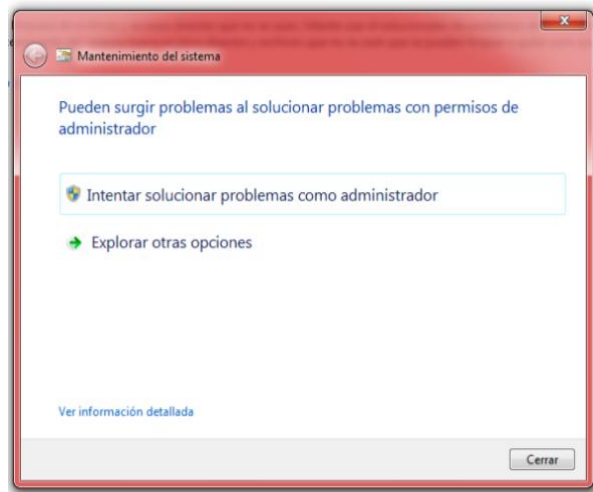 Mantenimiento del sistema
Pueden surgir problemas al solucionar problemas con permisos de
administrador
Intentar solucionar problemas como administrador
Explorar otras opciones
Ver información detallada
Cerrar